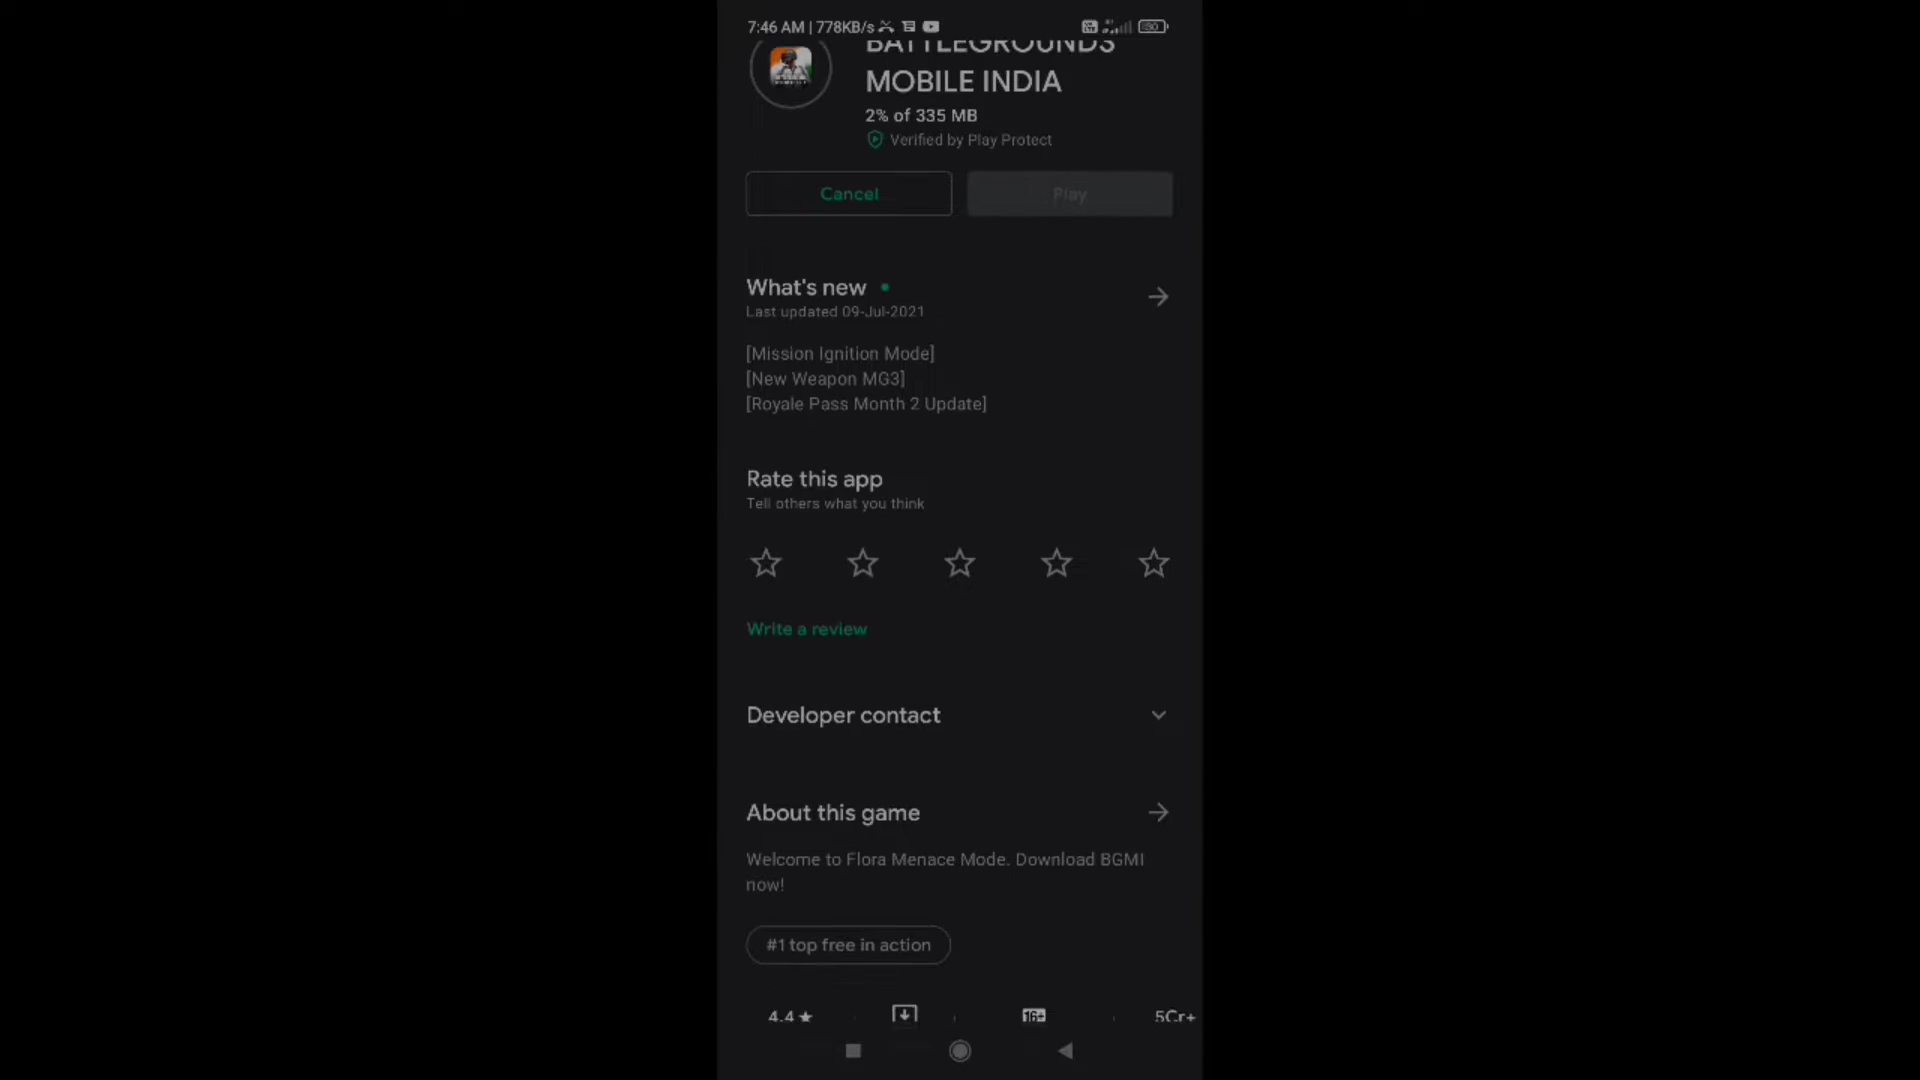 7:46 AM | 778KB/s
BATTLEGROUNDS
MOBILE INDIA
2% of 335 MB
Verified by Play Protect
Cancel
Play
What's new
Last updated 09-Jul-2021
[Mission Ignition Mode]
[New Weapon MG3]
[Royale Pass Month 2 Update]
Rate this app
Tell others what you think
Write a review
Developer contact
About this game
Welcome to Flora Menace Mode. Download BGMI
now!
#1 top free in action
4.4★ 16+ 5Cr+